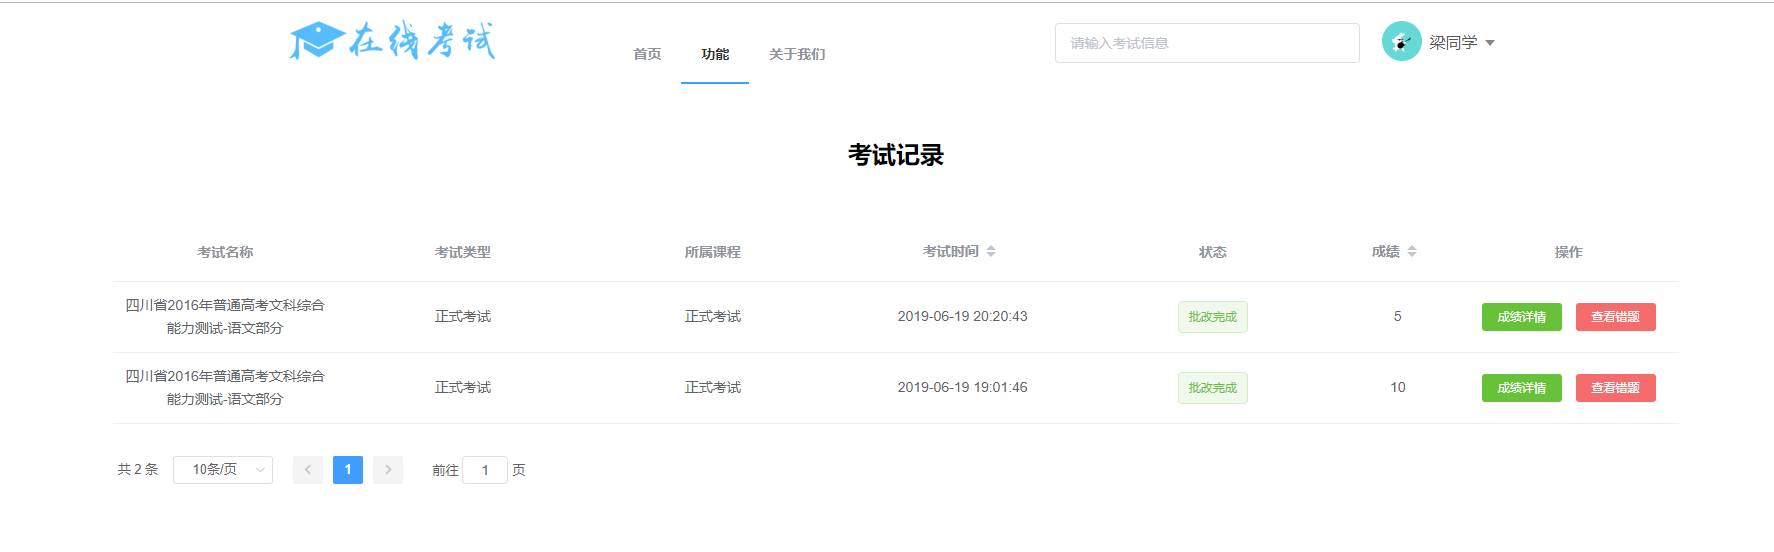 在线考试
首页 功能 关于我们
请输入考试信息
梁同学
考试记录
考试名称 考试类型 所属课程 考试时间 状态 成绩 操作
四川省2016年普通高考文科综合
能力测试-语文部分
正式考试 正式考试 2019-06-19 20:20:43 批改完成 5 成绩详情 查看错题
四川省2016年普通高考文科综合
能力测试-语文部分
正式考试 正式考试 2019-06-19 19:01:46 批改完成 10 成绩详情 查看错题
共 2 条 10条/页 1 前往 1 页